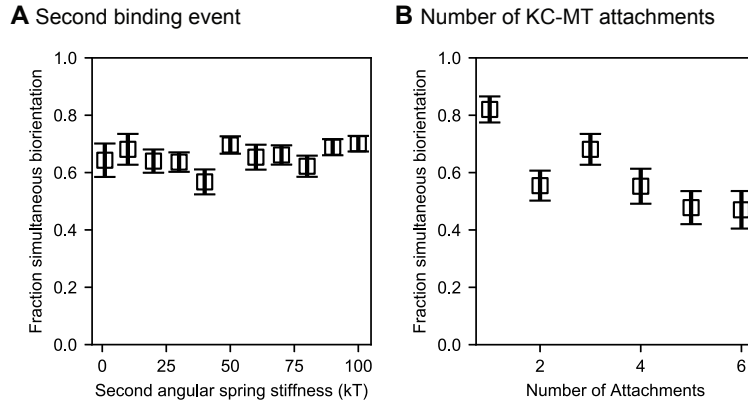 A Second binding event
Fraction simultaneous biorientation
1.0
0.8
0.6
0.4
0.2
0.0
0 25 50 75 100
Second angular spring stiffness (kT)
B Number of KC-MT attachments
Fraction simultaneous biorientation
1.0
0.8
0.6
0.4
0.2
0.0
2 4 6
Number of Attachments